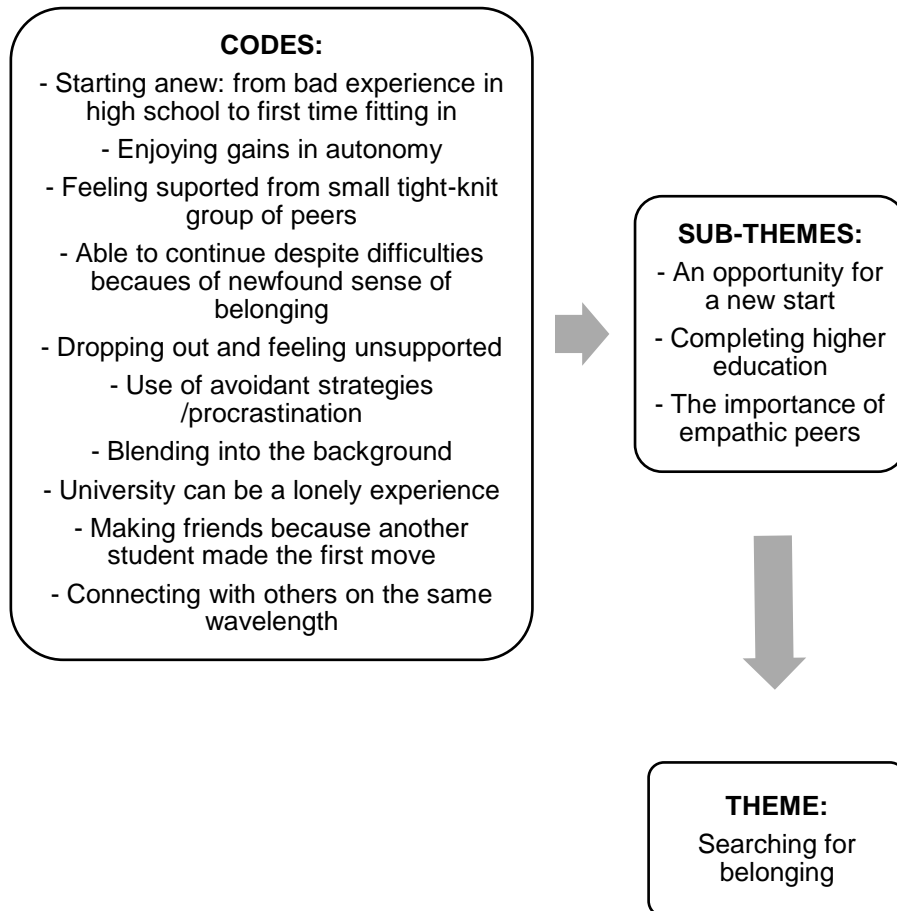 CODES:
- Starting anew: from bad experience in
high school to first time fitting in
- Enjoying gains in autonomy
- Feeling suported from small tight-knit
group of peers
- Able to continue despite difficulties
becaues of newfound sense of
belonging
- Dropping out and feeling unsupported
- Use of avoidant strategies
/procrastination
- Blending into the background
- University can be a lonely experience
- Making friends because another
student made the first move
- Connecting with others on the same
wavelength
SUB-THEMES:
- An opportunity for
a new start
- Completing higher
education
- The importance of
empathic peers
THEME:
Searching for
belonging